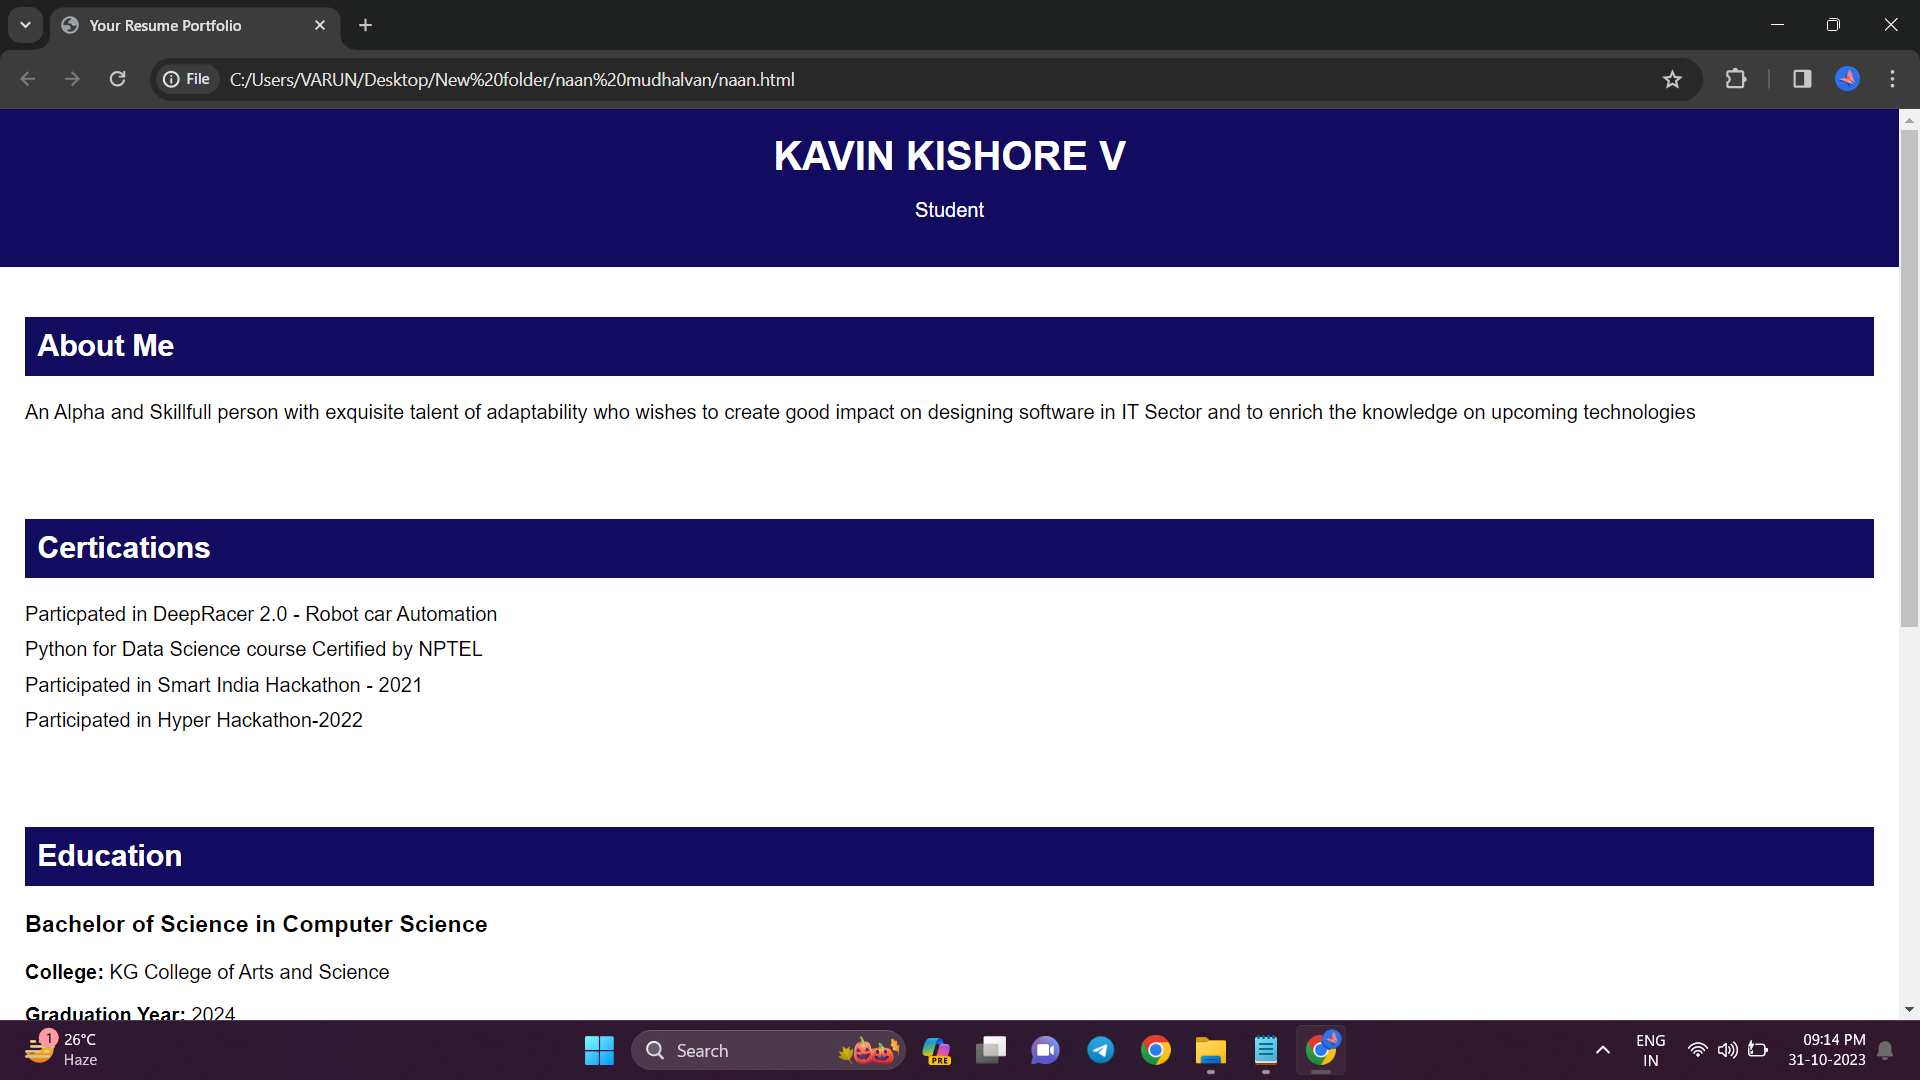 Your Resume Portfolio
File C:/Users/VARUN/Desktop/New%20folder/naan%20mudhalvan/naan.html
KAVIN KISHORE V
Student
About Me
An Alpha and Skillfull person with exquisite talent of adaptability who wishes to create good impact on designing software in IT Sector and to enrich the knowledge on upcoming technologies
Certications
Particpated in DeepRacer 2.0 - Robot car Automation
Python for Data Science course Certified by NPTEL
Participated in Smart India Hackathon - 2021
Participated in Hyper Hackathon-2022
Education
Bachelor of Science in Computer Science
College: KG College of Arts and Science
Graduation Year: 2024
1
26°C
Haze
Search
PRE
ENG
IN
09:14 PM
31-10-2023